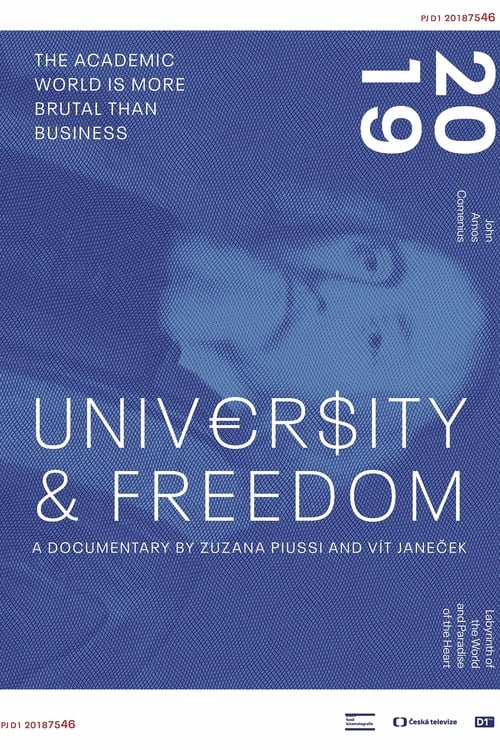 PJ D1 20187546
THE ACADEMIC
WORLD IS MORE
BRUTAL THAN
BUSINESS
20
19
John
Amos
Comenius
UNIV€R$ITY
& FREEDOM
A DOCUMENTARY BY ZUZANA PIUSSI AND VÍT JANEČEK
Labyrinth of
the World
and Paradise
of the Heart
PJ D1 20187546
fond
kinematografie
Česká televize
D1